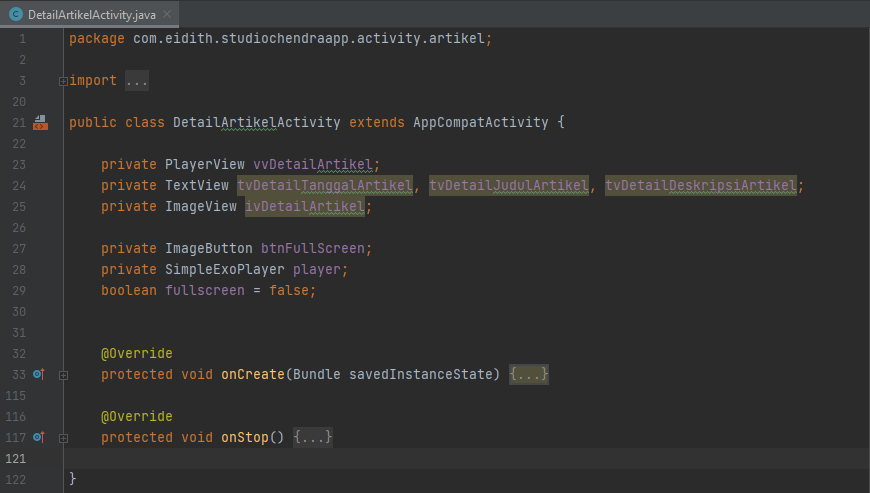 DetailArtikelActivity.java
1 package com.eidith.studiochendraapp.activity.artikel;
2
3 import ...
20
21 public class DetailArtikelActivity extends AppCompatActivity {
22
23 private PlayerView vvDetailArtikel;
24 private TextView tvDetailTanggalArtikel, tvDetailJudulArtikel, tvDetailDeskripsiArtikel;
25 private ImageView ivDetailArtikel;
26
27 private ImageButton btnFullScreen;
28 private SimpleExoPlayer player;
29 boolean fullscreen = false;
30
31
32 @Override
33 protected void onCreate(Bundle savedInstanceState) {...}
115
116 @Override
117 protected void onStop() {...}
121
122 }